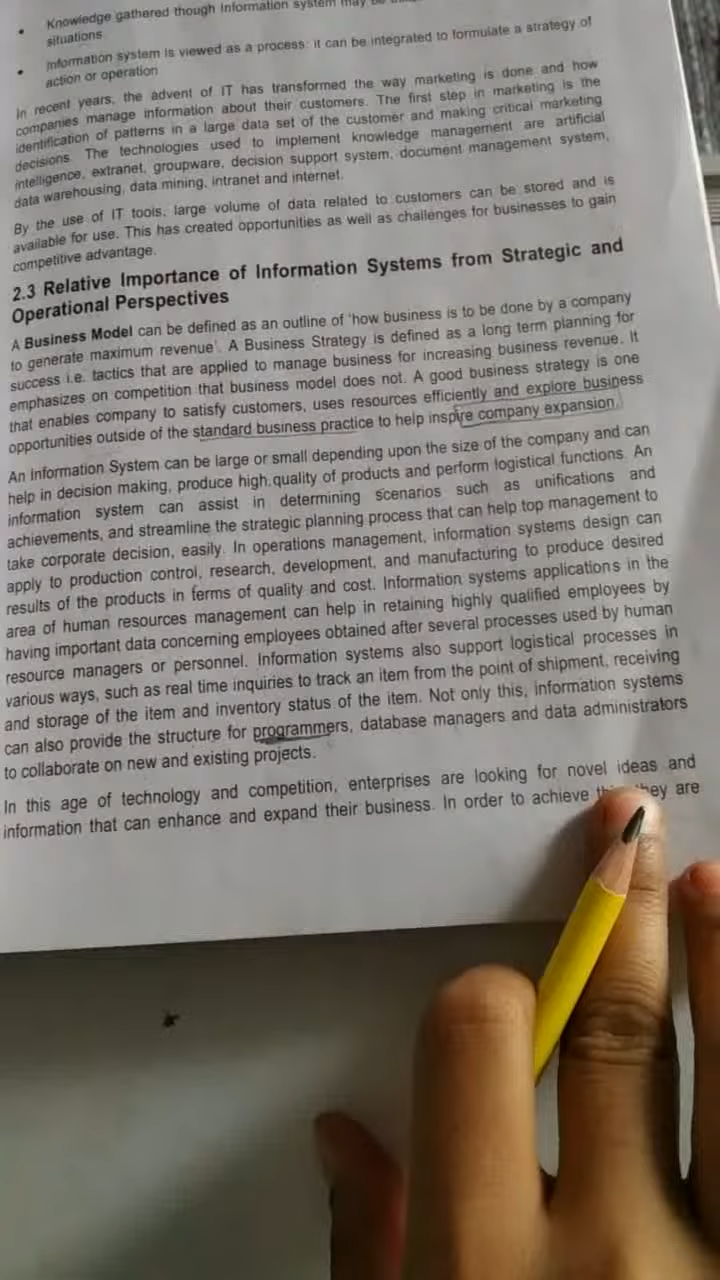 • Knowledge gathered though Information system may be
situations
• Information system is viewed as a process: it can be integrated to formulate a strategy of
action or operation
In recent years, the advent of IT has transformed the way marketing is done and how
companies manage information about their customers. The first step in marketing is the
identification of patterns in a large data set of the customer and making critical marketing
decisions. The technologies used to implement knowledge management are artificial
intelligence, extranet, groupware, decision support system, document management system,
data warehousing, data mining, intranet and internet.
By the use of IT tools, large volume of data related to customers can be stored and is
available for use. This has created opportunities as well as challenges for businesses to gain
competitive advantage.
2.3 Relative Importance of Information Systems from Strategic and
Operational Perspectives
A Business Model can be defined as an outline of 'how business is to be done by a company
to generate maximum revenue'. A Business Strategy is defined as a long term planning for
success i.e. tactics that are applied to manage business for increasing business revenue. It
emphasizes on competition that business model does not. A good business strategy is one
that enables company to satisfy customers, uses resources efficiently and explore business
opportunities outside of the standard business practice to help inspire company expansion.
An Information System can be large or small depending upon the size of the company and can
help in decision making, produce high quality of products and perform logistical functions. An
information system can assist in determining scenarios such as unifications and
achievements, and streamline the strategic planning process that can help top management to
take corporate decision, easily. In operations management, information systems design can
apply to production control, research, development, and manufacturing to produce desired
results of the products in terms of quality and cost. Information systems applications in the
area of human resources management can help in retaining highly qualified employees by
having important data concerning employees obtained after several processes used by human
resource managers or personnel. Information systems also support logistical processes in
various ways, such as real time inquiries to track an item from the point of shipment, receiving
and storage of the item and inventory status of the item. Not only this, information systems
can also provide the structure for programmers, database managers and data administrators
to collaborate on new and existing projects.
In this age of technology and competition, enterprises are looking for novel ideas and
information that can enhance and expand their business. In order to achieve they are